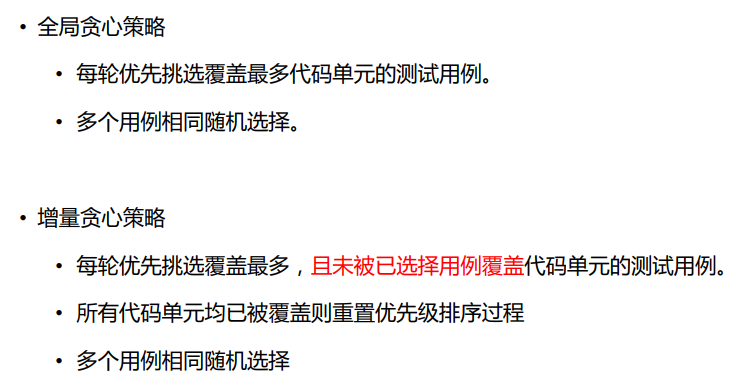 • 全局贪心策略
• 每轮优先挑选覆盖最多代码单元的测试用例。
• 多个用例相同随机选择。
• 增量贪心策略
• 每轮优先挑选覆盖最多，且未被已选择用例覆盖代码单元的测试用例。
• 所有代码单元均已被覆盖则重置优先级排序过程
• 多个用例相同随机选择